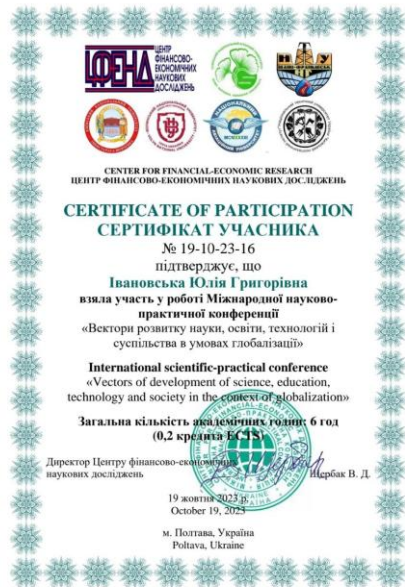 ЦЕНТР
ФІНАНСОВО-
ЕКОНОМІЧНИХ
НАУКОВИХ
ДОСЛІДЖЕНЬ
CENTER FOR FINANCIAL-ECONOMIC RESEARCH
ЦЕНТР ФІНАНСОВО-ЕКОНОМІЧНИХ НАУКОВИХ ДОСЛІДЖЕНЬ
CERTIFICATE OF PARTICIPATION
СЕРТИФІКАТ УЧАСНИКА
№ 19-10-23-16
підтверджує, що
Івановська Юлія Григорівна
взяла участь у роботі Міжнародної науково-
практичної конференції
«Вектори розвитку науки, освіти, технологій і
суспільства в умовах глобалізації»
International scientific-practical conference
«Vectors of development of science, education,
technology and society in the context of globalization»
Загальна кількість академічних годин: 6 год
(0,2 кредита ECTS)
Директор Центру фінансово-економічних
наукових досліджень Щербак В. Д.
19 жовтня 2023 р.
October 19, 2023
м. Полтава, Україна
Poltava, Ukraine